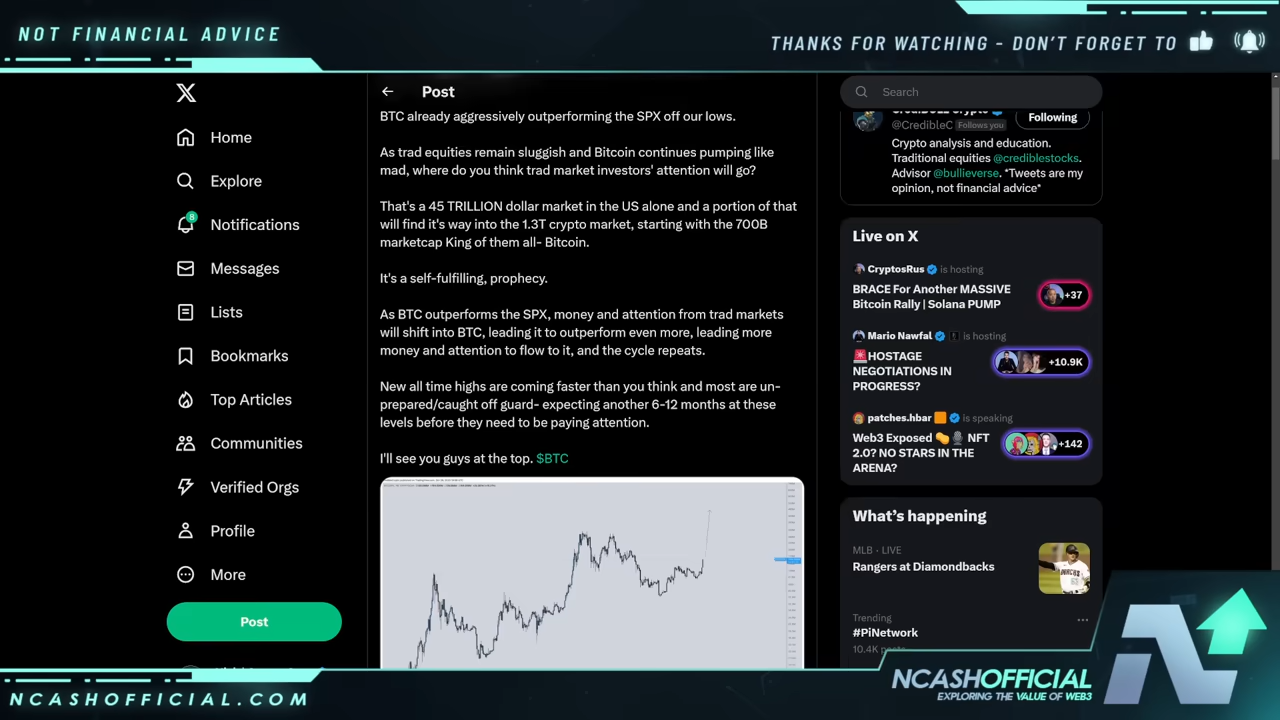 NOT FINANCIAL ADVICE
THANKS FOR WATCHING - DON'T FORGET TO
Post
Search
BTC already aggressively outperforming the SPX off our lows.
As trad equities remain sluggish and Bitcoin continues pumping like
mad, where do you think trad market investors' attention will go?
That's a 45 TRILLION dollar market in the US alone and a portion of that
will find it's way into the 1.3T crypto market, starting with the 700B
marketcap King of them all- Bitcoin.
It's a self-fulfilling, prophecy.
As BTC outperforms the SPX, money and attention from trad markets
will shift into BTC, leading it to outperform even more, leading more
money and attention to flow to it, and the cycle repeats.
New all time highs are coming faster than you think and most are un-
prepared/caught off guard- expecting another 6-12 months at these
levels before they need to be paying attention.
I'll see you guys at the top. $BTC
Home
Explore
8
Notifications
Messages
Lists
Bookmarks
Top Articles
Communities
Verified Orgs
Profile
More
Post
@CredibleC Follows you
Following
Crypto analysis and education.
Traditional equities @crediblestocks.
Advisor @bullieverse. *Tweets are my
opinion, not financial advice*
Live on X
CryptosRus is hosting
BRACE For Another MASSIVE
Bitcoin Rally | Solana PUMP
+37
Mario Nawfal is hosting
HOSTAGE
NEGOTIATIONS IN
PROGRESS?
+10.9K
patches.hbar is speaking
Web3 Exposed NFT
2.0? NO STARS IN THE
ARENA?
+142
What's happening
MLB · LIVE
Rangers at Diamondbacks
Trending
#PiNetwork
10.4K posts
NCASHOFFICIAL.COM
NCASHOFFICIAL
EXPLORING THE VALUE OF WEB3